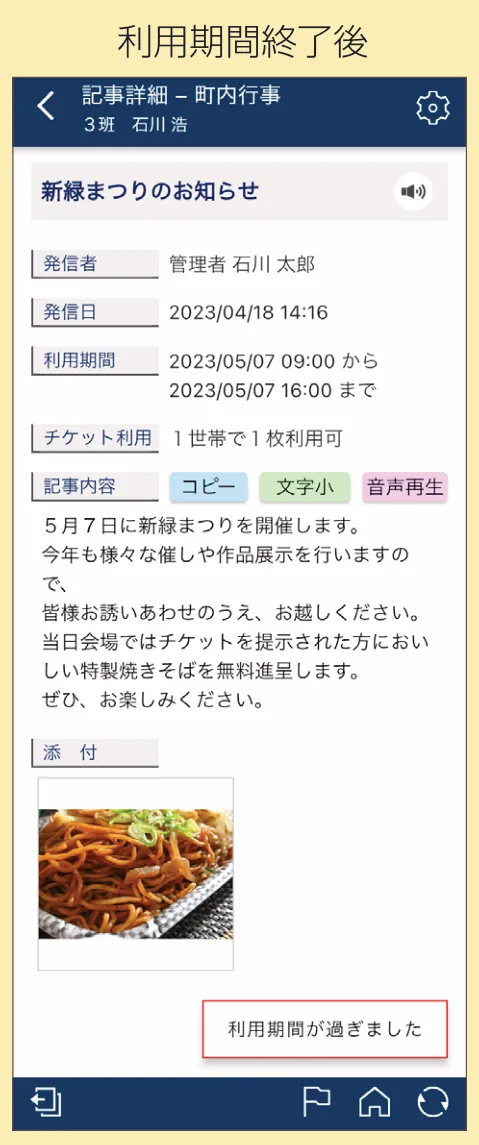 利用期間終了後
記事詳細 – 町内行事
３班　石川 浩
新緑まつりのお知らせ
発信者 管理者 石川 太郎
発信日 2023/04/18 14:16
利用期間 2023/05/07 09:00 から
2023/05/07 16:00 まで
チケット利用 １世帯で１枚利用可
記事内容 コピー 文字小 音声再生
５月７日に新緑まつりを開催します。
今年も様々な催しや作品展示を行いますの
で、
皆様お誘いあわせのうえ、お越しください。
当日会場ではチケットを提示された方におい
しい特製焼きそばを無料進呈します。
ぜひ、お楽しみください。
添　付
利用期間が過ぎました